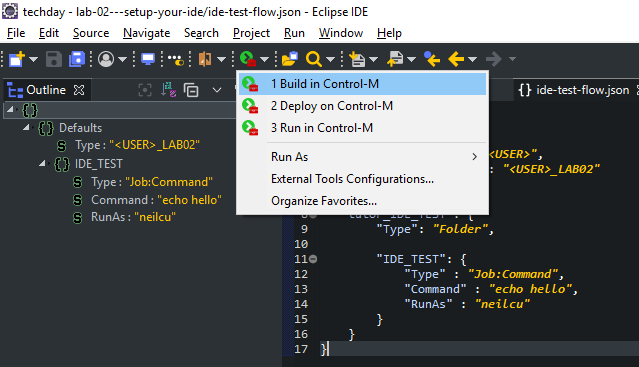 techday - lab-02---setup-your-ide/ide-test-flow.json - Eclipse IDE
File Edit Navigate Search Project Run Window Help
Outline
1 Build in Control-M
2 Deploy on Control-M
3 Run in Control-M
Run As
External Tools Configurations...
Organize Favorites...
ide-test-flow.json
{}
Defaults
Type : "<USER>_LAB02"
IDE_TEST
Type : "Job:Command"
Command : "echo hello"
RunAs : "neilcu"
<USER>",
: "<USER>_LAB02"
8
9 "Type": "Folder",
10
11 "IDE_TEST": {
12 "Type" : "Job:Command",
13 "Command" : "echo hello",
14 "RunAs" : "neilcu"
15 }
16 }
17 }